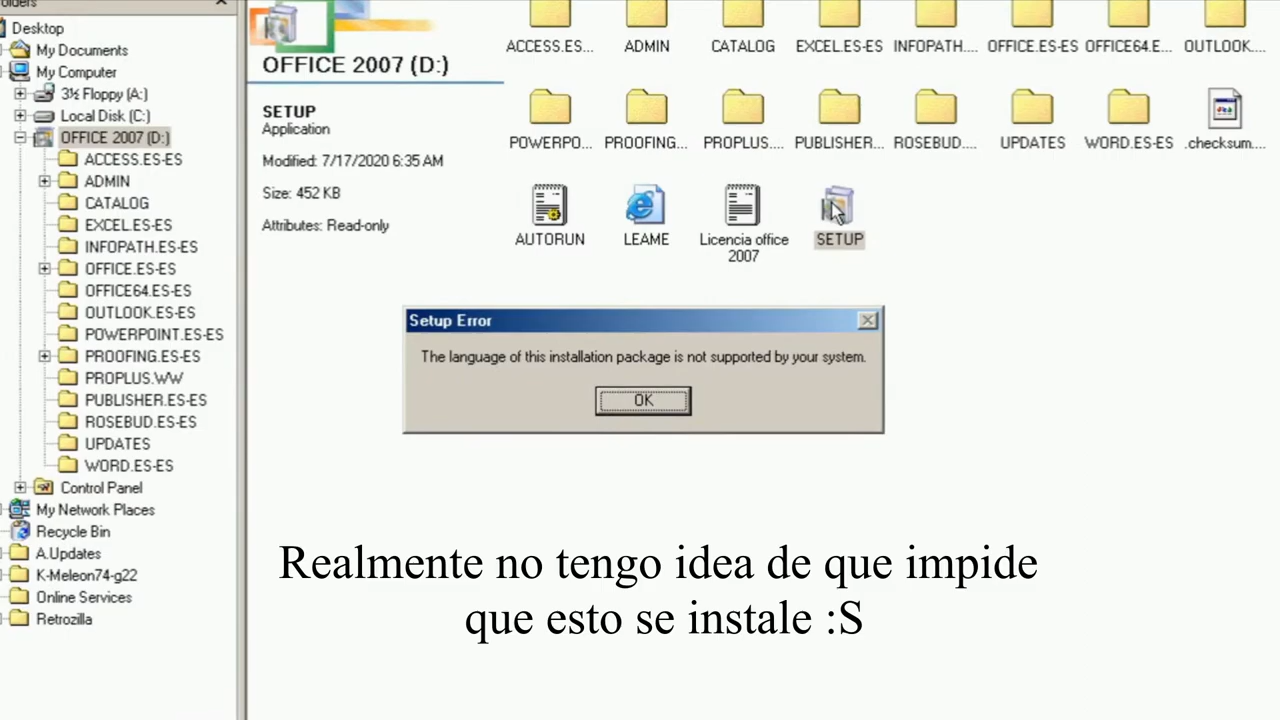 olders
Desktop
My Documents
My Computer
3½ Floppy (A:)
Local Disk (C:)
OFFICE 2007 (D:)
ACCESS.ES-ES
ADMIN
CATALOG
EXCEL.ES-ES
INFOPATH.ES-ES
OFFICE.ES-ES
OFFICE64.ES-ES
OUTLOOK.ES-ES
POWERPOINT.ES-ES
PROOFING.ES-ES
PROPLUS.WW
PUBLISHER.ES-ES
ROSEBUD.ES-ES
UPDATES
WORD.ES-ES
Control Panel
My Network Places
Recycle Bin
A.Updates
K-Meleon74-g22
Online Services
Retrozilla
OFFICE 2007 (D:)
SETUP
Application
Modified: 7/17/2020 6:35 AM
Size: 452 KB
Attributes: Read-only
ACCESS.ES... ADMIN CATALOG EXCEL.ES-ES INFOPATH.... OFFICE.ES-ES OFFICE64.E... OUTLOOK....
POWERPO... PROOFING... PROPLUS.... PUBLISHER... ROSEBUD.... UPDATES WORD.ES-ES .checksum....
AUTORUN LEAME Licencia office 2007 SETUP
Setup Error
The language of this installation package is not supported by your system.
OK
Realmente no tengo idea de que impide
que esto se instale :S